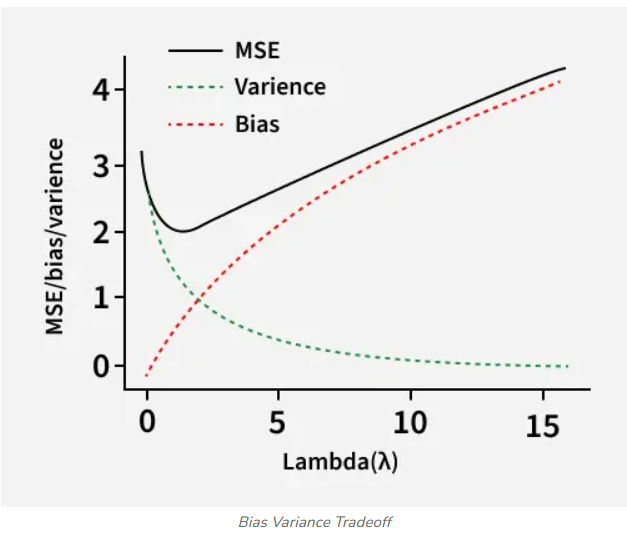 MSE
Varience
Bias
4
3
2
1
0
MSE/bias/varience
0
5
10
15
Lambda(λ)
Bias Variance Tradeoff